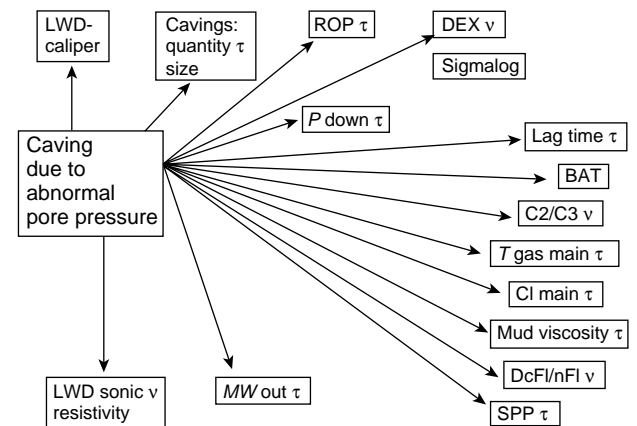 LWD-
caliper
Cavings:
quantity τ
size
ROP τ
DEX ν
Sigmalog
P down τ
Caving
due to
abnormal
pore pressure
Lag time τ
BAT
C2/C3 ν
T gas main τ
Cl main τ
Mud viscosity τ
DcFl/nFl ν
SPP τ
LWD sonic ν
resistivity
MW out τ